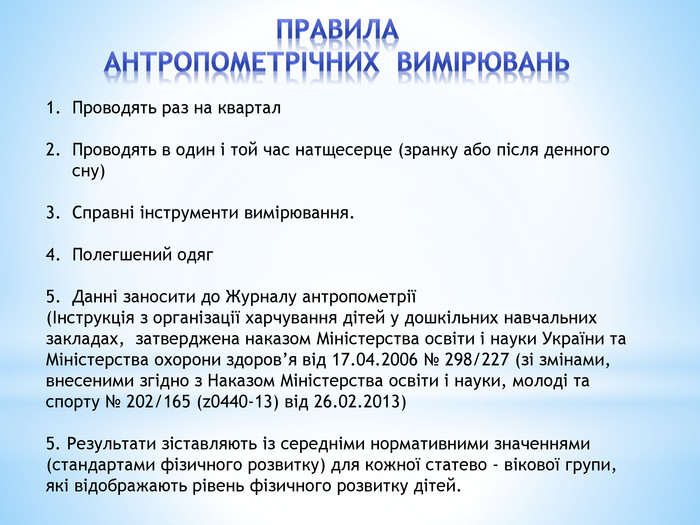 ПРАВИЛА
АНТРОПОМЕТРІЧНИХ ВИМІРЮВАНЬ
1. Проводять раз на квартал
2. Проводять в один і той час натщесерце (зранку або після денного
сну)
3. Справні інструменти вимірювання.
4. Полегшений одяг
5. Данні заносити до Журналу антропометрії
(Інструкція з організації харчування дітей у дошкільних навчальних
закладах, затверджена наказом Міністерства освіти і науки України та
Міністерства охорони здоров’я від 17.04.2006 № 298/227 (зі змінами,
внесеними згідно з Наказом Міністерства освіти і науки, молоді та
спорту № 202/165 (z0440-13) від 26.02.2013)
5. Результати зіставляють із середніми нормативними значеннями
(стандартами фізичного розвитку) для кожної статево - вікової групи,
які відображають рівень фізичного розвитку дітей.